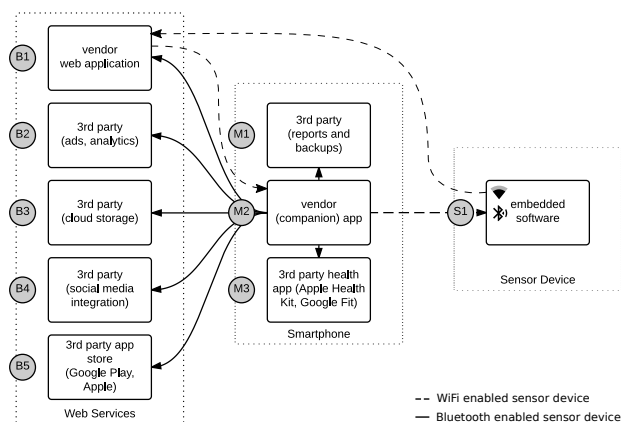 B1
vendor
web application
B2
3rd party
(ads, analytics)
B3
3rd party
(cloud storage)
B4
3rd party
(social media
integration)
B5
3rd party app
store
(Google Play,
Apple)
Web Services
M1
3rd party
(reports and
backups)
M2
vendor
(companion) app
M3
3rd party health
app (Apple Health
Kit, Google Fit)
Smartphone
S1
embedded
software
Sensor Device
WiFi enabled sensor device
Bluetooth enabled sensor device